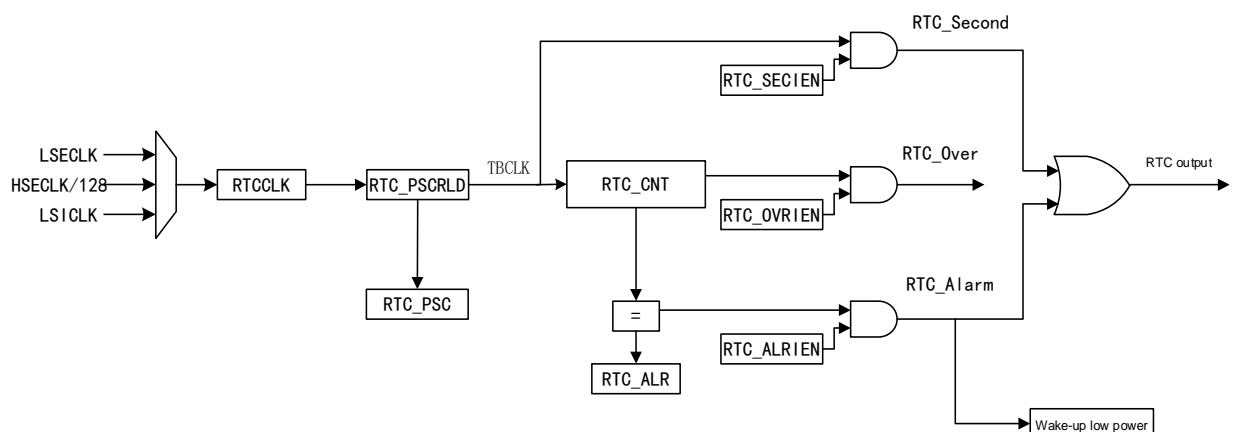 RTC_Second
RTC_SECIEN
LSECLK
HSECLK/128
LSICLK
RTCCLK
RTC_PSCRLD
TBCLK
RTC_CNT
RTC_Over
RTC_OVRIEN
RTC output
RTC_PSC
=
RTC_Alarm
RTC_ALRIEN
RTC_ALR
Wake-up low power